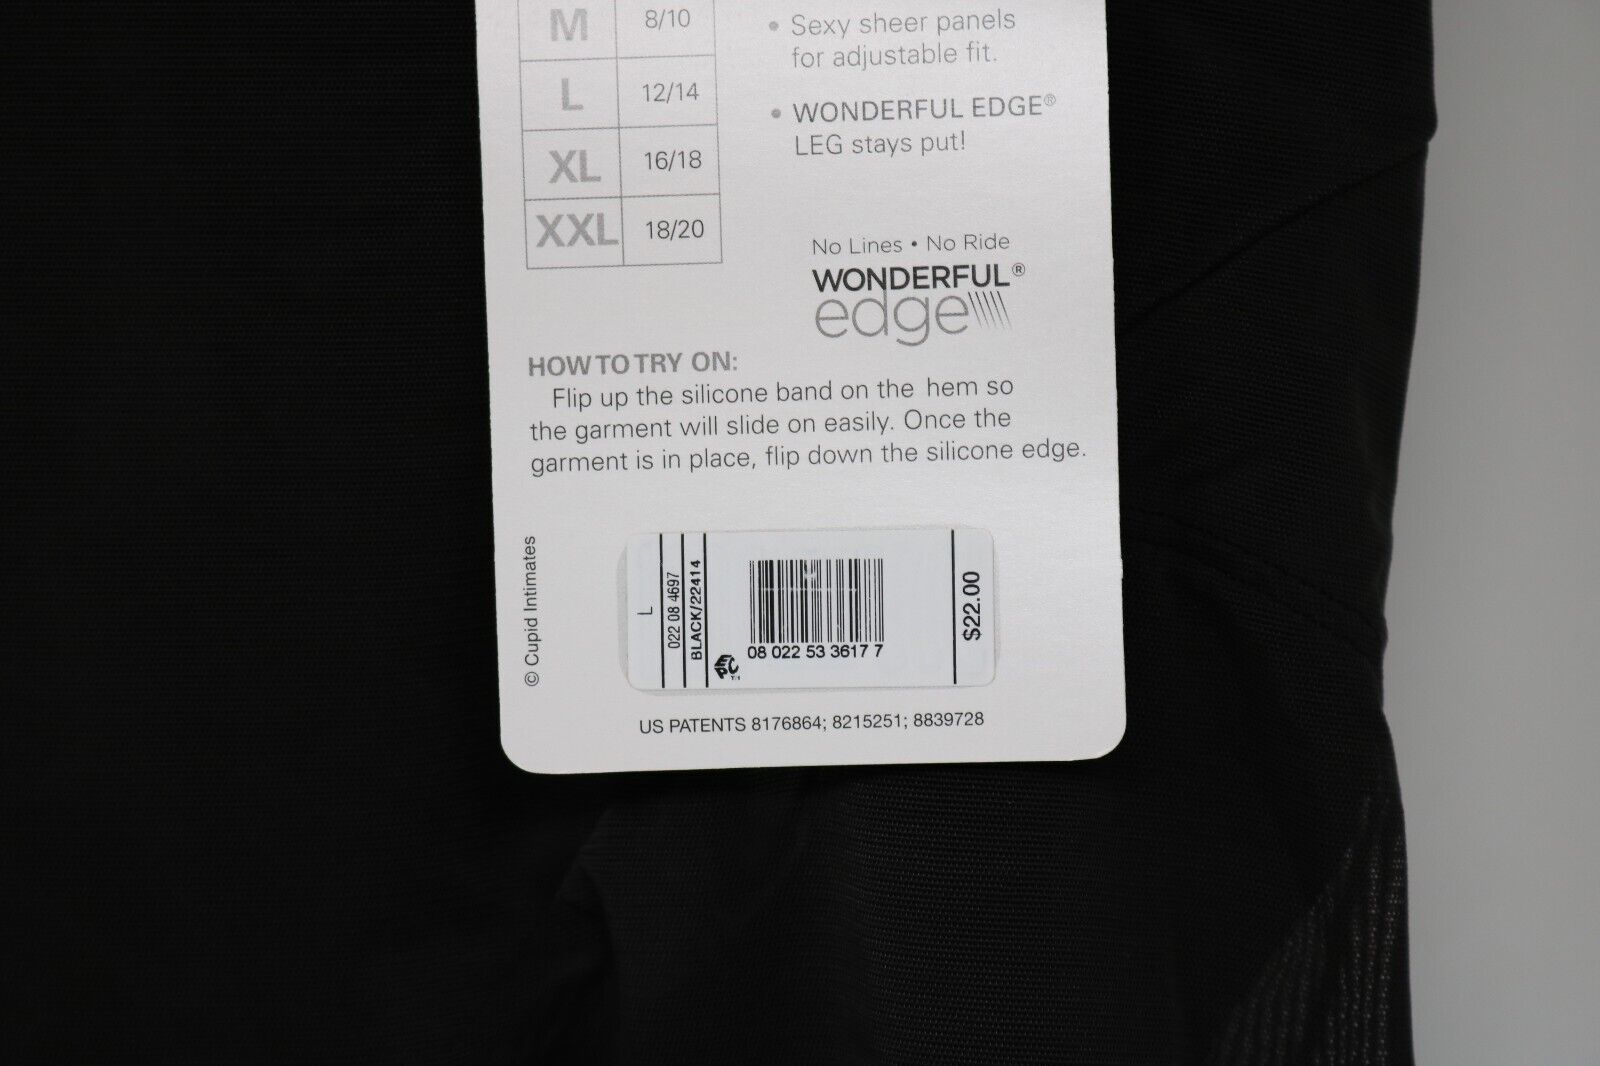 M 8/10
L 12/14
XL 16/18
XXL 18/20
• Sexy sheer panels
for adjustable fit.
• WONDERFUL EDGE®
LEG stays put!
No Lines • No Ride
WONDERFUL®
edge
HOW TO TRY ON:
Flip up the silicone band on the hem so
the garment will slide on easily. Once the
garment is in place, flip down the silicone edge.
© Cupid Intimates
L
022 08 4697
BLACK/22414
08 022 53 3617 7
$22.00
US PATENTS 8176864; 8215251; 8839728